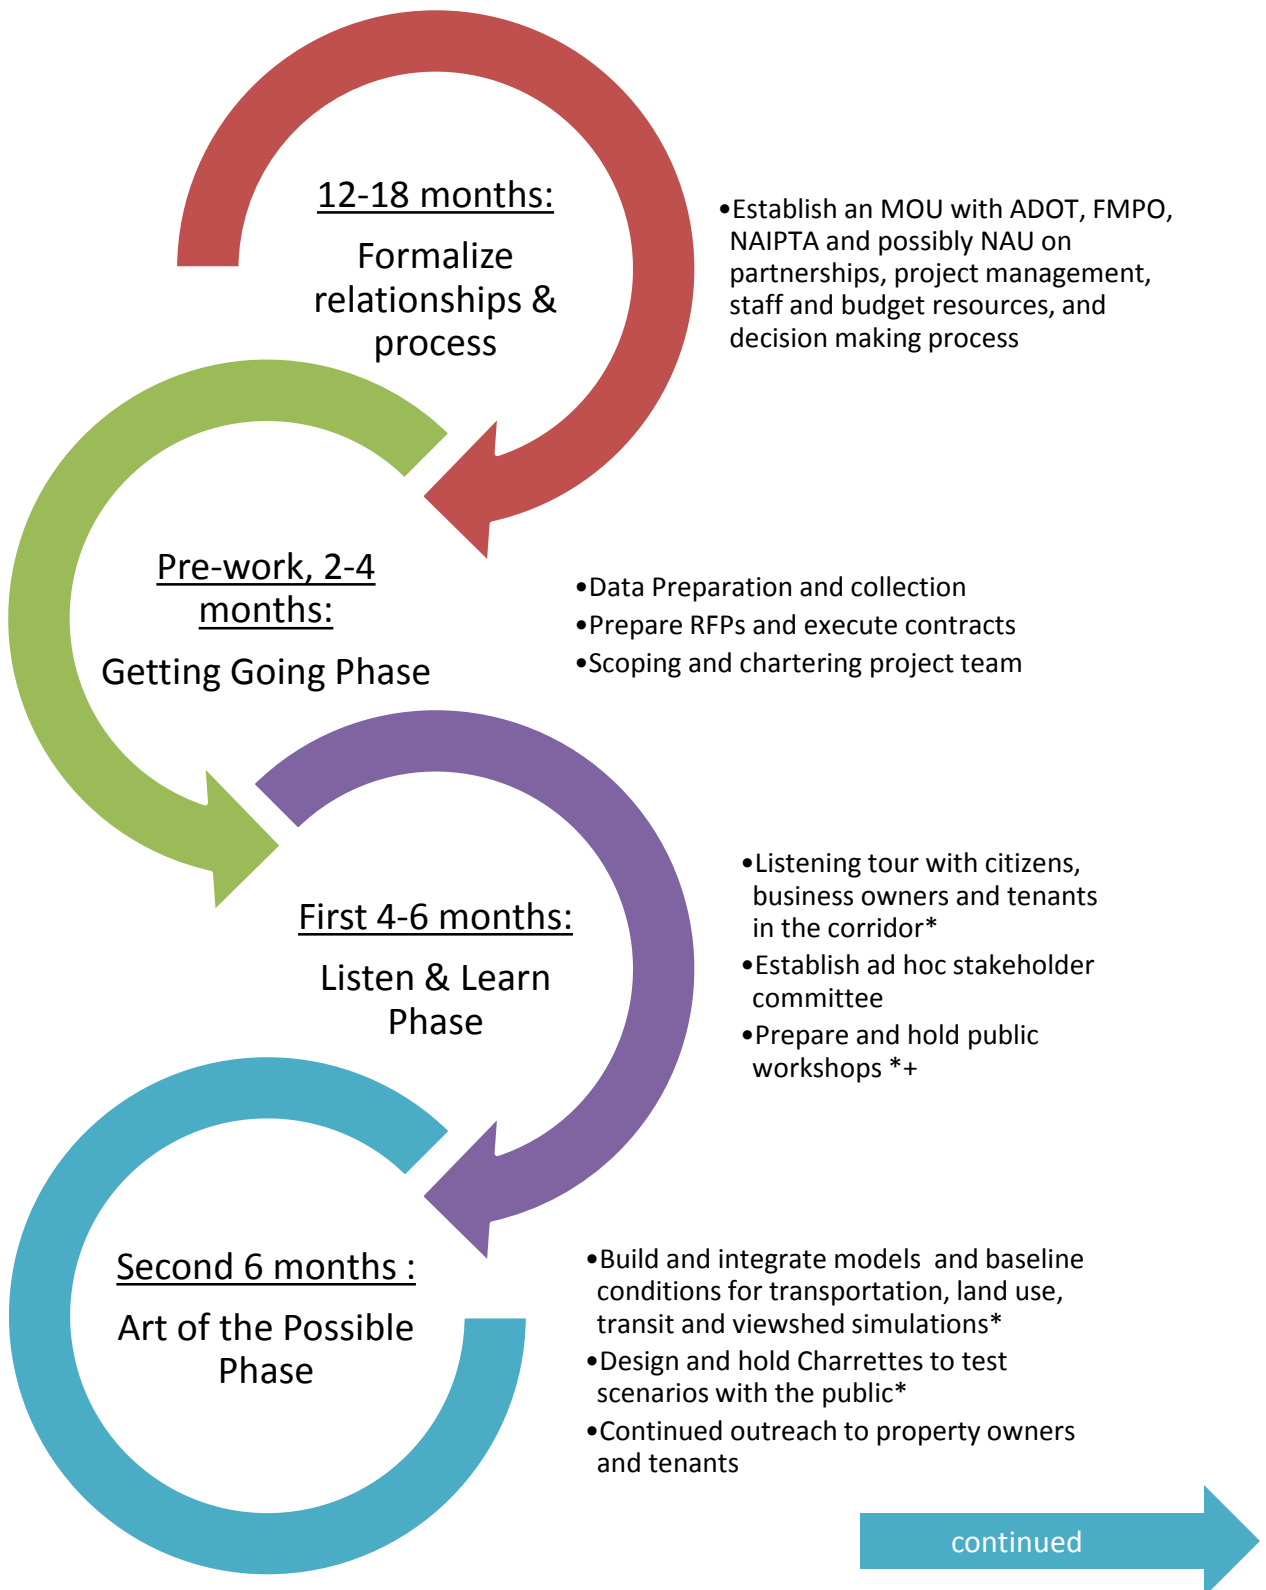 12-18 months:
Formalize
relationships &
process
•Establish an MOU with ADOT, FMPO,
NAIPTA and possibly NAU on
partnerships, project management,
staff and budget resources, and
decision making process
Pre-work, 2-4
months:
Getting Going Phase
•Data Preparation and collection
•Prepare RFPs and execute contracts
•Scoping and chartering project team
First 4-6 months:
Listen & Learn
Phase
•Listening tour with citizens,
business owners and tenants
in the corridor*
•Establish ad hoc stakeholder
committee
•Prepare and hold public
workshops *+
Second 6 months :
Art of the Possible
Phase
•Build and integrate models  and baseline
conditions for transportation, land use,
transit and viewshed simulations*
•Design and hold Charrettes to test
scenarios with the public*
•Continued outreach to property owners
and tenants
continued